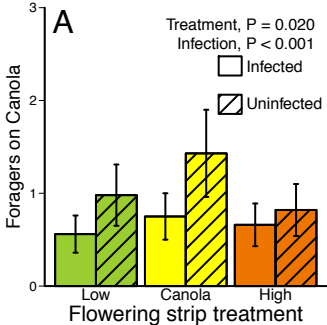 A
Treatment, P = 0.020
Infection, P < 0.001
Infected
Uninfected
Foragers on Canola
3
2
1
0
Low Canola High
Flowering strip treatment